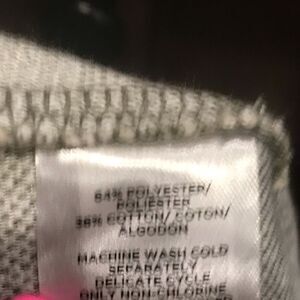 64% POLYESTER/
POLIESTER
36% COTTON/ COTON/
ALGODON
MACHINE WASH COLD
SEPARATELY
DELICATE CYCLE
ONLY NON-CHLORINE